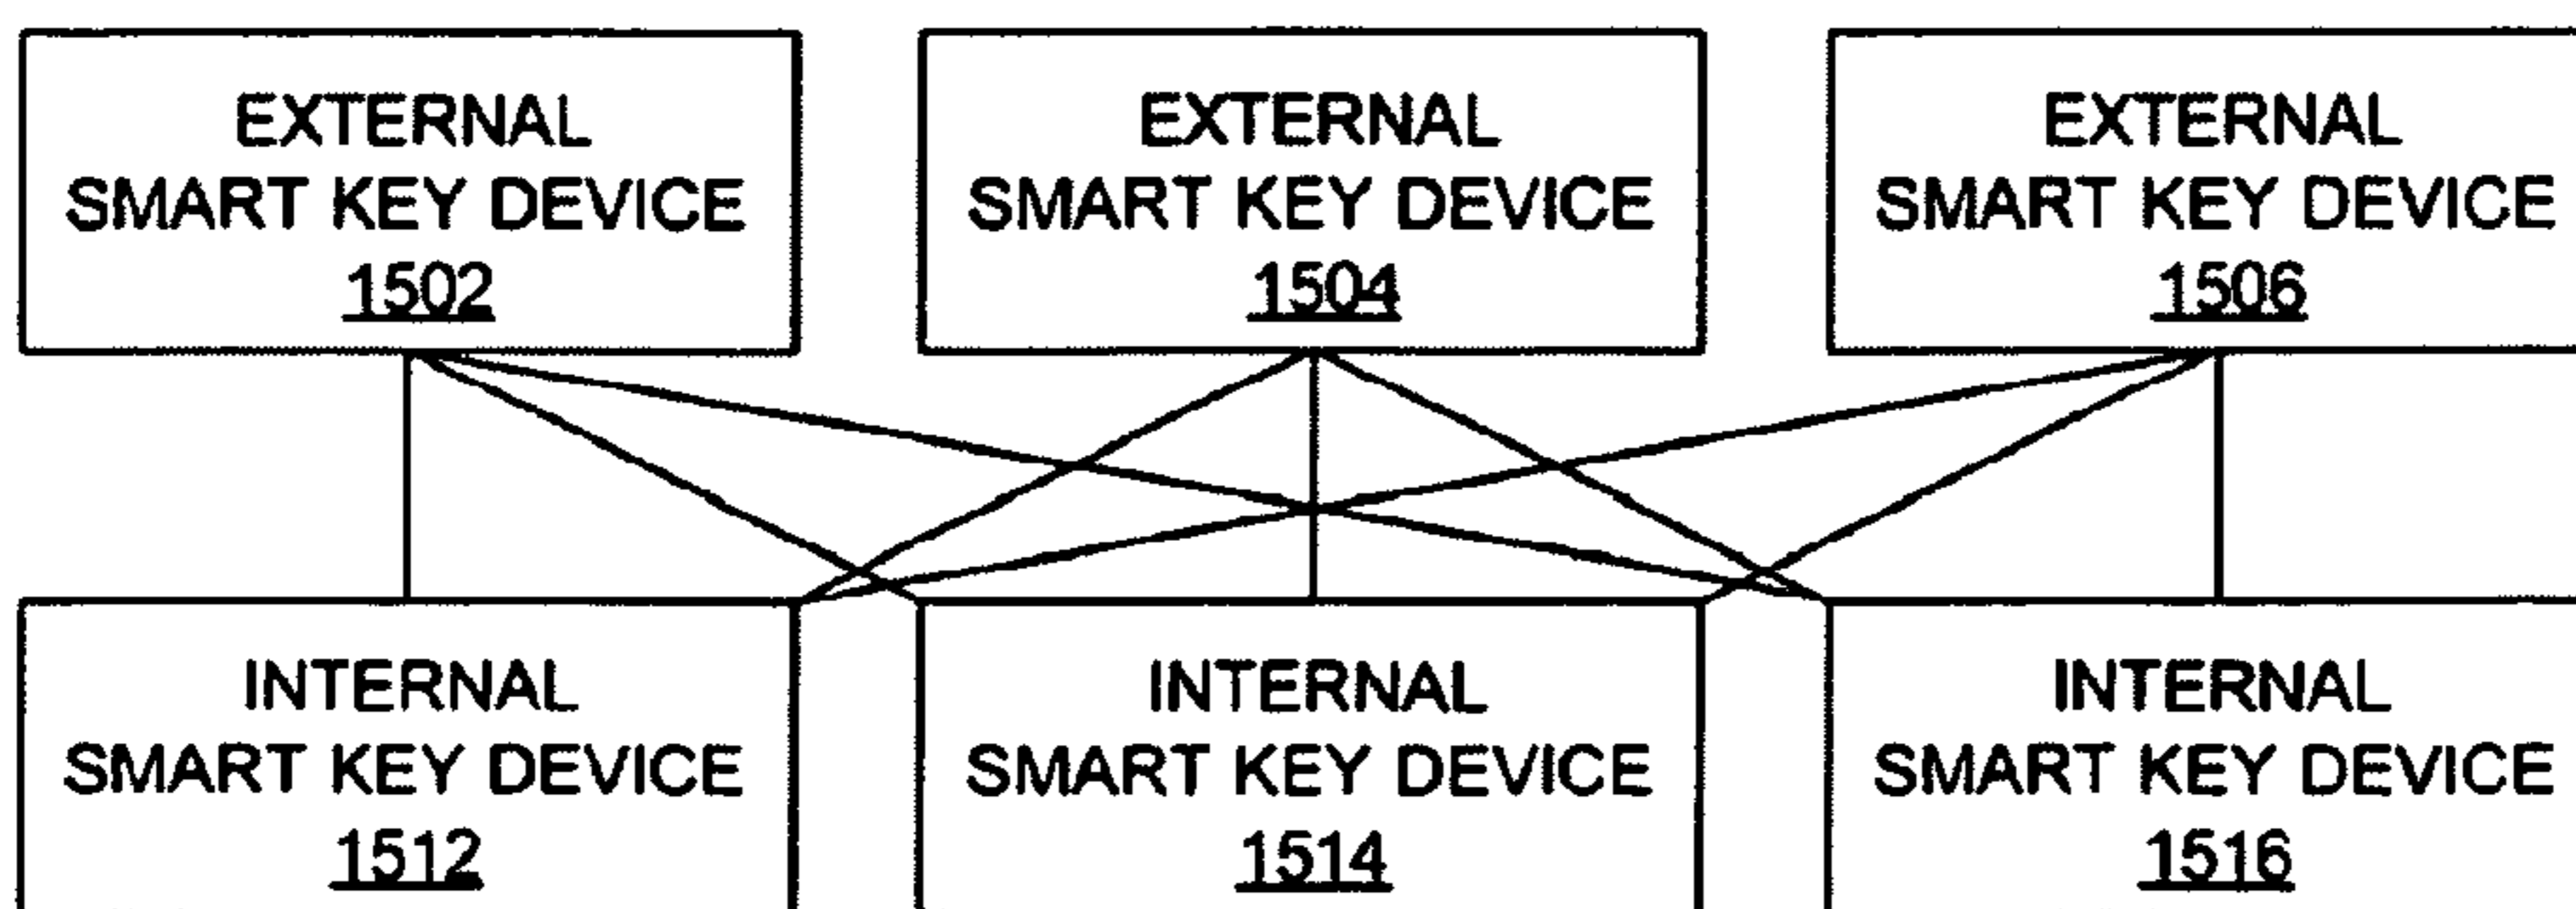 EXTERNAL
SMART KEY DEVICE
1502
EXTERNAL
SMART KEY DEVICE
1504
EXTERNAL
SMART KEY DEVICE
1506
INTERNAL
SMART KEY DEVICE
1512
INTERNAL
SMART KEY DEVICE
1514
INTERNAL
SMART KEY DEVICE
1516